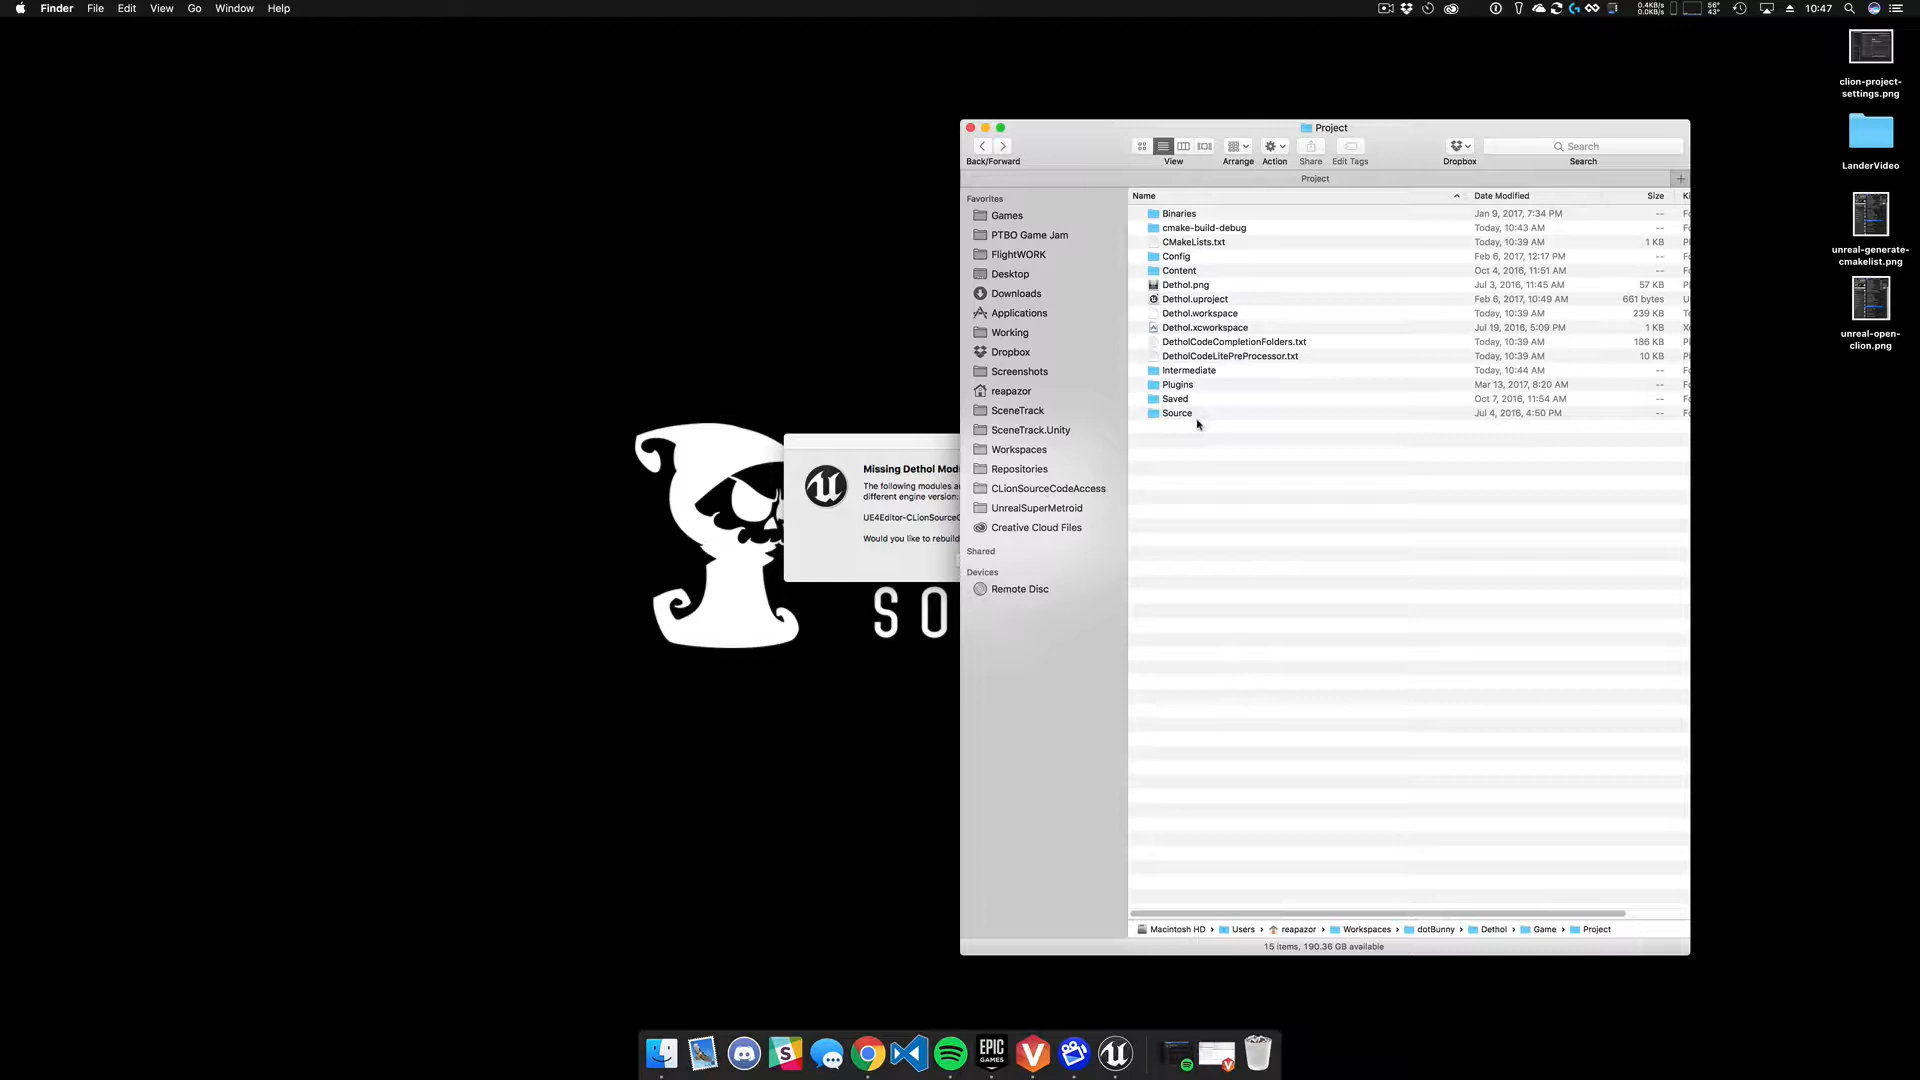 Finder File Edit View Go Window Help
0.4KB/s
0.0KB/s
56°
43°
10:47
clion-project-
settings.png
LanderVideo
unreal-generate-
cmakelist.png
unreal-open-
clion.png
Project
Back/Forward View Arrange Action Share Edit Tags Dropbox Search
Search
Project
Name Date Modified Size
Binaries Jan 9, 2017, 7:34 PM --
cmake-build-debug Today, 10:43 AM --
CMakeLists.txt Today, 10:39 AM 1 KB
Config Feb 6, 2017, 12:17 PM --
Content Oct 4, 2016, 11:51 AM --
Dethol.png Jul 3, 2016, 11:45 AM 57 KB
Dethol.uproject Feb 6, 2017, 10:49 AM 661 bytes
Dethol.workspace Today, 10:39 AM 239 KB
Dethol.xcworkspace Jul 19, 2016, 5:09 PM 1 KB
DetholCodeCompletionFolders.txt Today, 10:39 AM 186 KB
DetholCodeLitePreProcessor.txt Today, 10:39 AM 10 KB
Intermediate Today, 10:44 AM --
Plugins Mar 13, 2017, 8:20 AM --
Saved Oct 7, 2016, 11:54 AM --
Source Jul 4, 2016, 4:50 PM --
Favorites
Games
PTBO Game Jam
FlightWORK
Desktop
Downloads
Applications
Working
Dropbox
Screenshots
reapazor
SceneTrack
SceneTrack.Unity
Workspaces
Repositories
CLionSourceCodeAccess
UnrealSuperMetroid
Creative Cloud Files
Shared
Devices
Remote Disc
Missing Dethol Mod
The following modules a
different engine version:
UE4Editor-CLionSource
Would you like to rebuild
SO
Macintosh HD › Users › reapazor › Workspaces › dotBunny › Dethol › Game › Project
15 items, 190.36 GB available
EPIC
GAMES